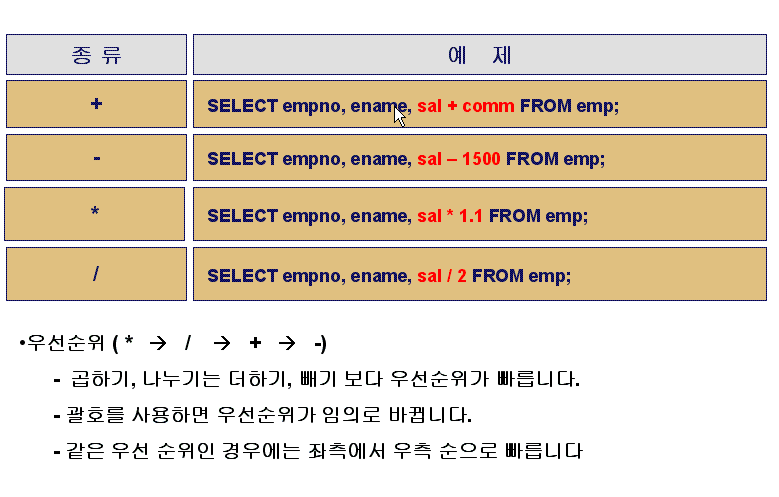 종 류 예 제
+ SELECT empno, ename, sal + comm FROM emp;
- SELECT empno, ename, sal – 1500 FROM emp;
* SELECT empno, ename, sal * 1.1 FROM emp;
/ SELECT empno, ename, sal / 2 FROM emp;
•우선순위 ( * → / → + → -)
- 곱하기, 나누기는 더하기, 빼기 보다 우선순위가 빠릅니다.
- 괄호를 사용하면 우선순위가 임의로 바뀝니다.
- 같은 우선 순위인 경우에는 좌측에서 우측 순으로 빠릅니다